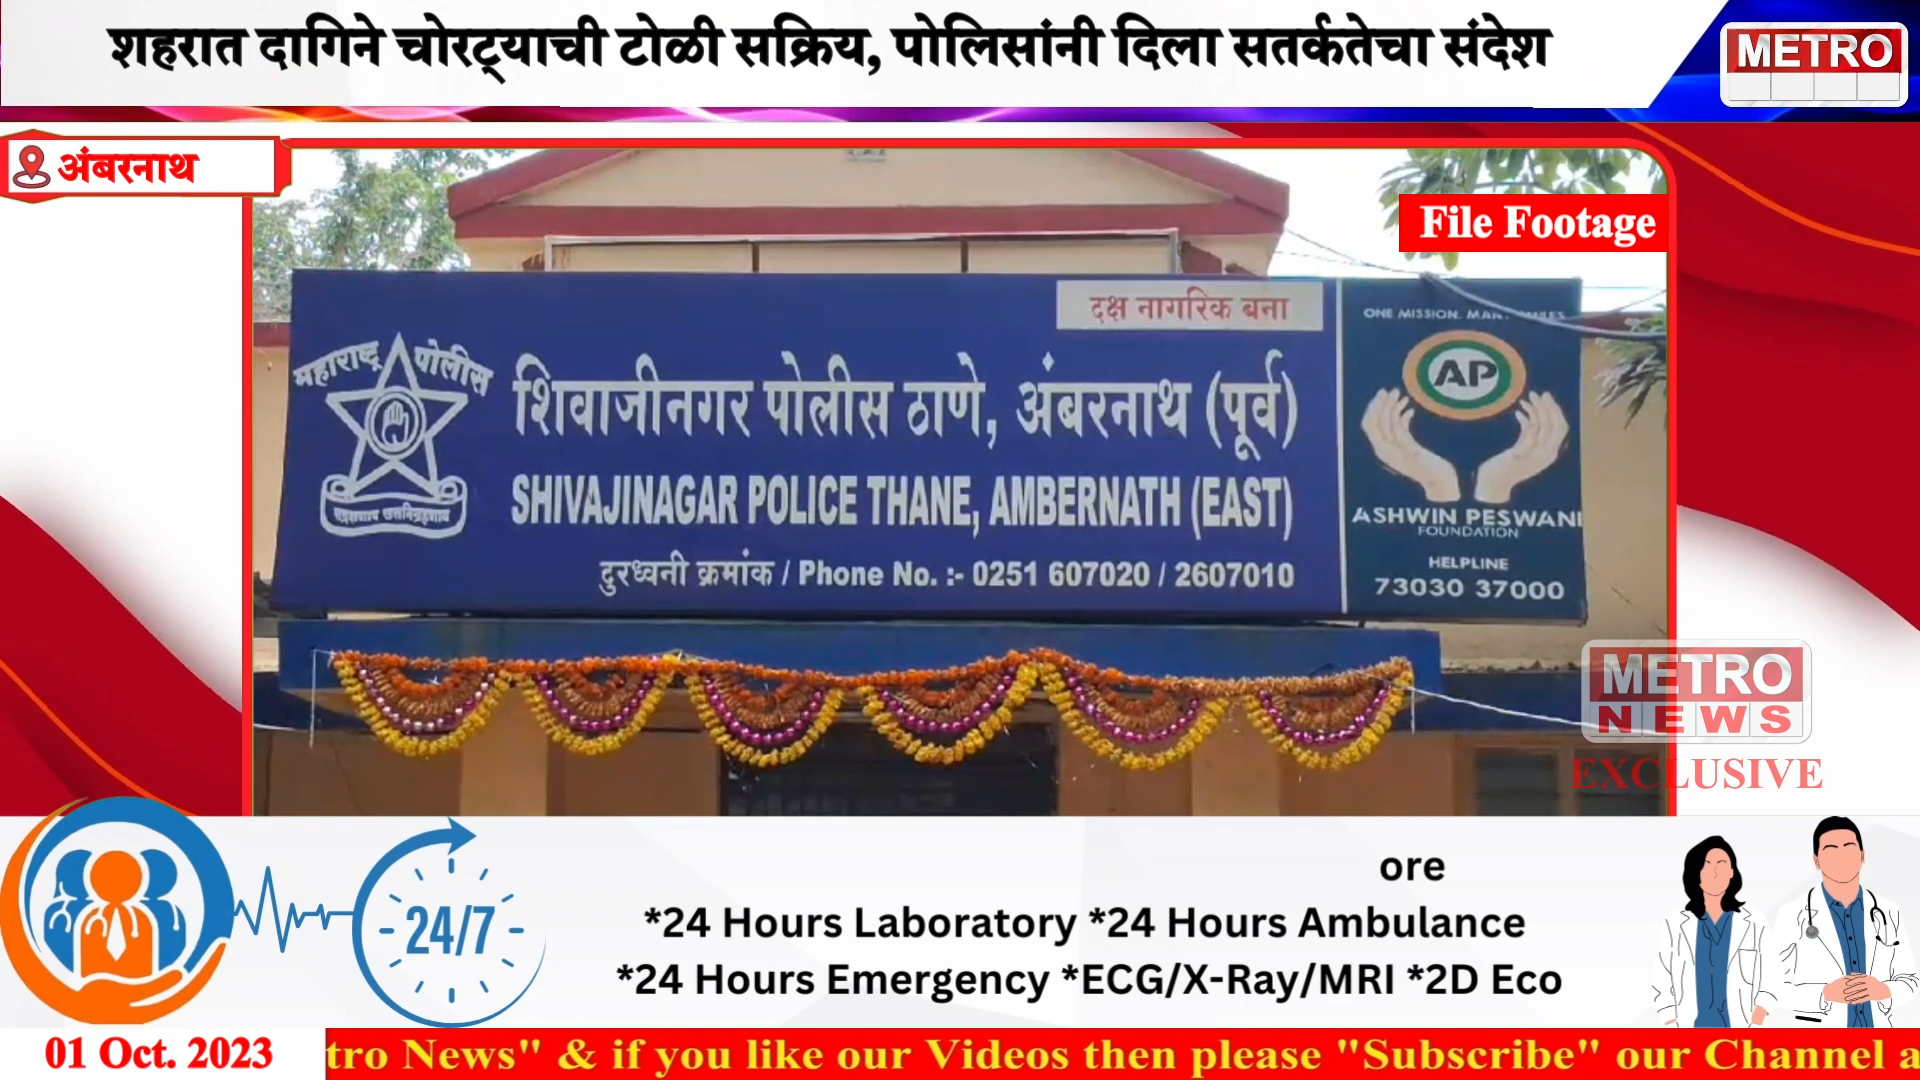 शहरात दागिने चोरट्याची टोळी सक्रिय, पोलिसांनी दिला सतर्कतेचा संदेश
METRO
अंबरनाथ
File Footage
दक्ष नागरिक बना
ONE MISSION.
महाराष्ट्र पोलीस
AP
शिवाजीनगर पोलीस ठाणे, अंबरनाथ (पूर्व)
SHIVAJINAGAR POLICE THANE, AMBERNATH (EAST)
दुरध्वनी क्रमांक / Phone No. :- 0251 607020 / 2607010
ASHWIN PESWANI
FOUNDATION
HELPLINE
73030 37000
METRO
NEWS
EXCLUSIVE
24/7
ore
*24 Hours Laboratory *24 Hours Ambulance
*24 Hours Emergency *ECG/X-Ray/MRI *2D Eco
01 Oct. 2023
tro News" & if you like our Videos then please "Subscribe" our Channel a